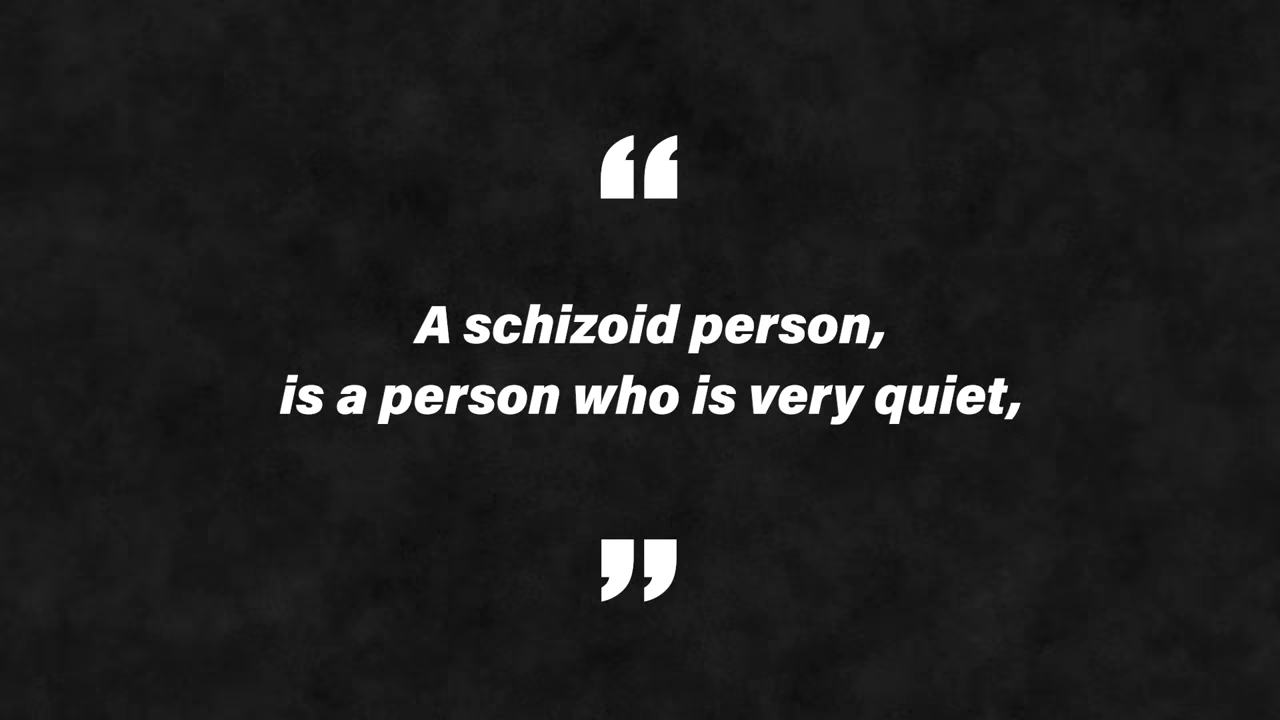 “
A schizoid person,
is a person who is very quiet,
”